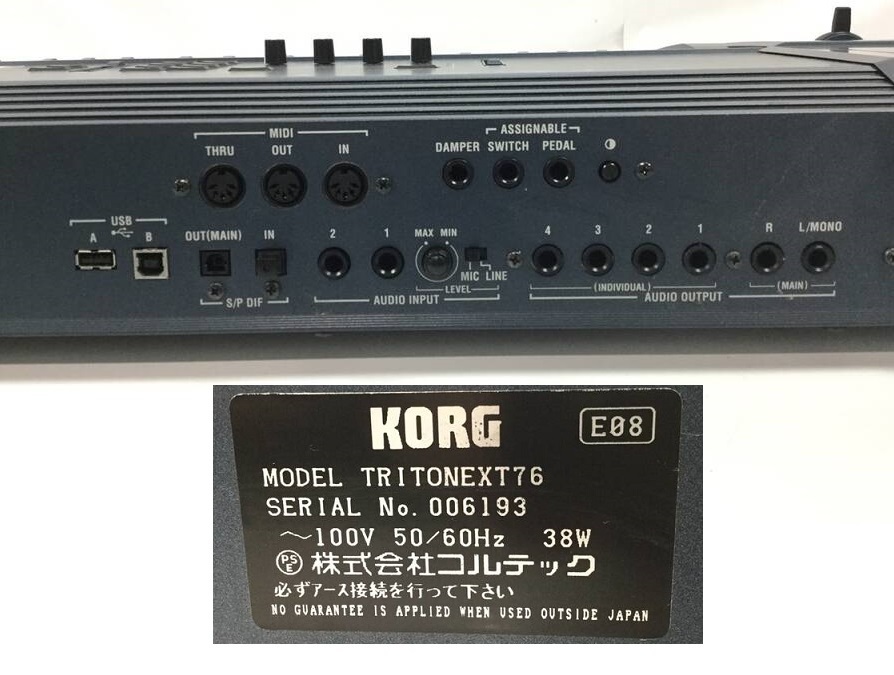 MIDI
THRU OUT IN
ASSIGNABLE
DAMPER SWITCH PEDAL
USB
A B
OUT(MAIN) IN
S/P DIF
2 1
MAX MIN
MIC LINE
LEVEL
AUDIO INPUT
4 3 2 1
(INDIVIDUAL)
R L/MONO
(MAIN)
AUDIO OUTPUT
KORG E08
MODEL TRITONEXT76
SERIAL No. 006193
～100V 50/60Hz 38W
PSE 株式会社コルテック
必ずアース接続を行って下さい
NO GUARANTEE IS APPLIED WHEN USED OUTSIDE JAPAN